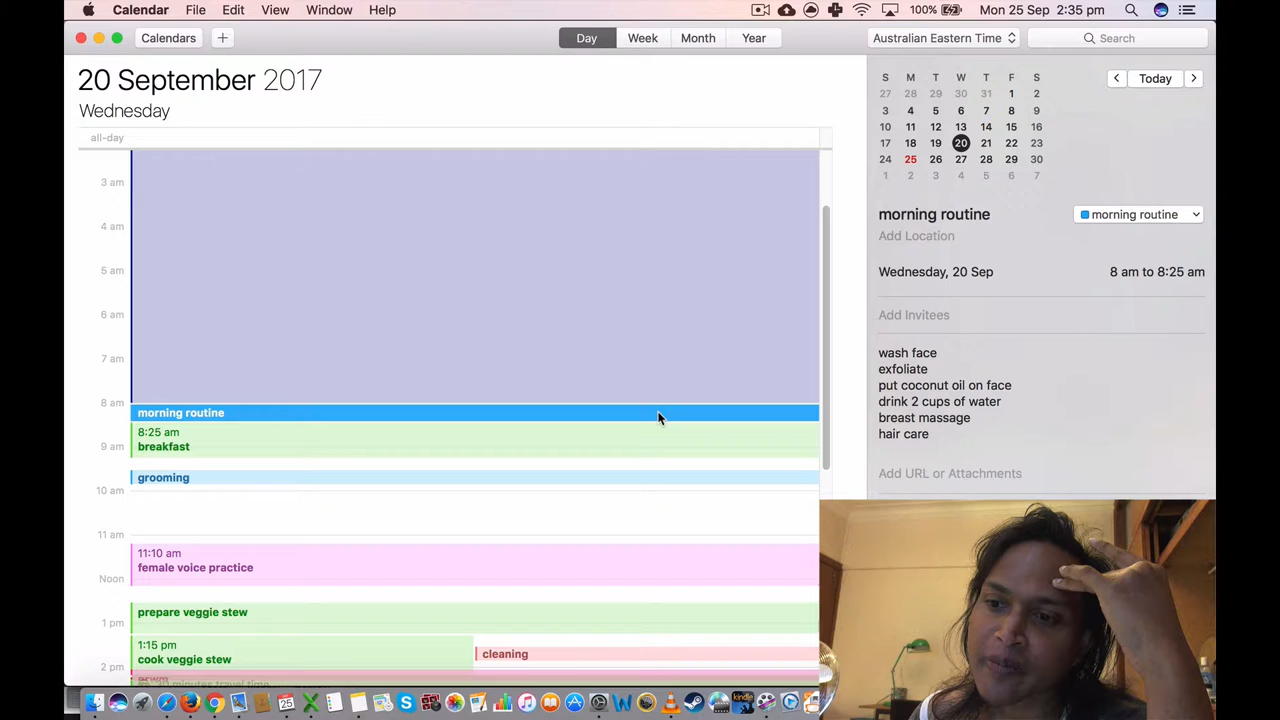 Calendar File Edit View Window Help 100% Mon 25 Sep 2:35 pm
Calendars + Day Week Month Year Australian Eastern Time Search
20 September 2017
Wednesday
all-day
3 am
4 am
5 am
6 am
7 am
8 am
morning routine
8:25 am
breakfast
9 am
grooming
10 am
11 am
11:10 am
female voice practice
Noon
prepare veggie stew
1 pm
1:15 pm
cook veggie stew
cleaning
2 pm
30 minutes travel time
S M T W T F S
27 28 29 30 31 1 2
3 4 5 6 7 8 9
10 11 12 13 14 15 16
17 18 19 20 21 22 23
24 25 26 27 28 29 30
1 2 3 4 5 6 7
< Today >
morning routine
morning routine
Add Location
Wednesday, 20 Sep 8 am to 8:25 am
Add Invitees
wash face
exfoliate
put coconut oil on face
drink 2 cups of water
breast massage
hair care
Add URL or Attachments
25
kindle